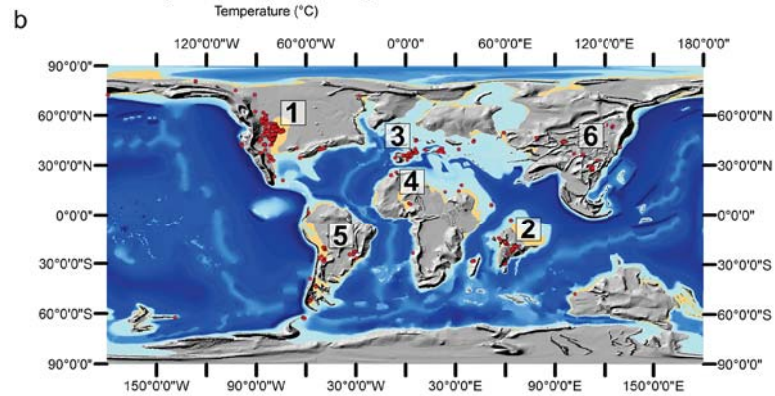 Temperature (°C)
b
120°0'0"W 60°0'0"W 0°0'0" 60°0'0"E 120°0'0"E 180°0'0"
90°0'0" 90°0'0"
60°0'0"N 1 3 6 60°0'0"N
30°0'0"N 4 30°0'0"N
0°0'0" 5 2 0°0'0"
30°0'0"S 30°0'0"S
60°0'0"S 60°0'0"S
90°0'0" 90°0'0"
150°0'0"W 90°0'0"W 30°0'0"W 30°0'0"E 90°0'0"E 150°0'0"E